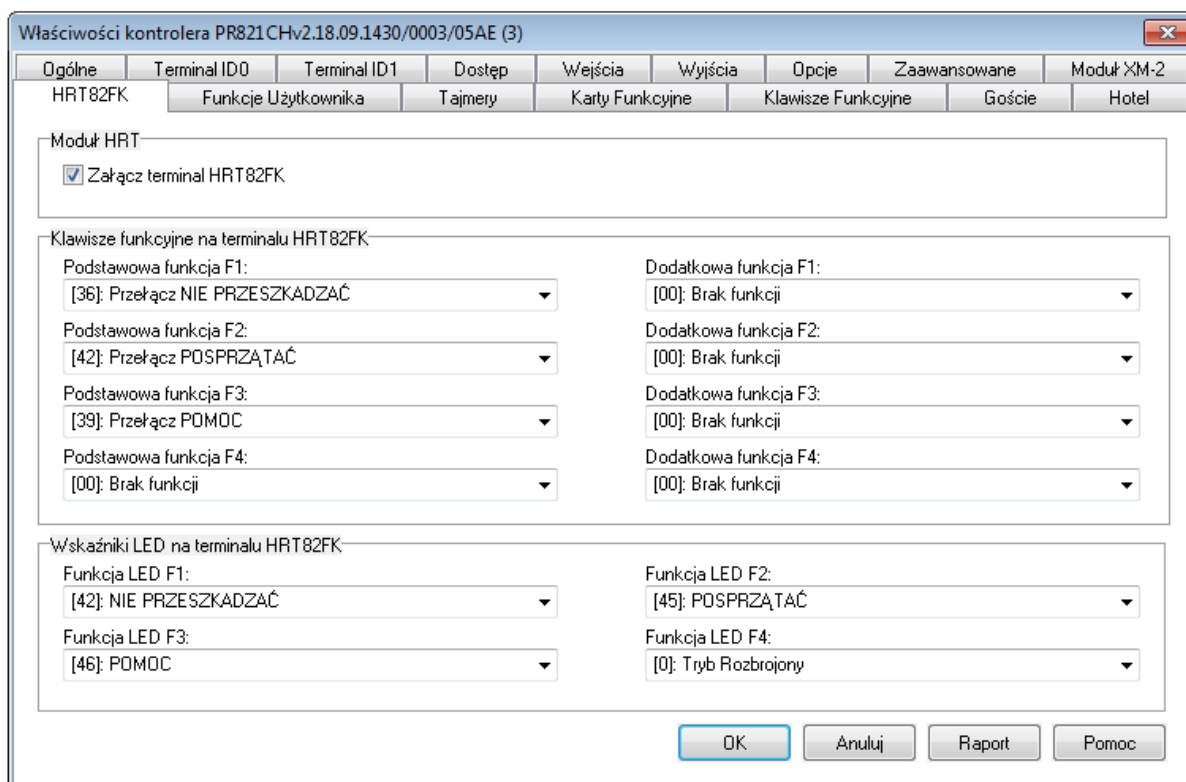 Właściwości kontrolera PR821CHv2.18.09.1430/0003/05AE (3)
Ogólne Terminal ID0 Terminal ID1 Dostęp Wejścia Wyjścia Opcje Zaawansowane Moduł XM-2
HRT82FK Funkcje Użytkownika Tajmery Karty Funkcyjne Klawisze Funkcyjne Goście Hotel
Moduł HRT
Załącz terminal HRT82FK
Klawisze funkcyjne na terminalu HRT82FK
Podstawowa funkcja F1: Dodatkowa funkcja F1:
[36]: Przełącz NIE PRZESZKADZAĆ [00]: Brak funkcji
Podstawowa funkcja F2: Dodatkowa funkcja F2:
[42]: Przełącz POSPRZĄTAĆ [00]: Brak funkcji
Podstawowa funkcja F3: Dodatkowa funkcja F3:
[39]: Przełącz POMOC [00]: Brak funkcji
Podstawowa funkcja F4: Dodatkowa funkcja F4:
[00]: Brak funkcji [00]: Brak funkcji
Wskaźniki LED na terminalu HRT82FK
Funkcja LED F1: Funkcja LED F2:
[42]: NIE PRZESZKADZAĆ [45]: POSPRZĄTAĆ
Funkcja LED F3: Funkcja LED F4:
[46]: POMOC [0]: Tryb Rozbrojony
OK Anuluj Raport Pomoc